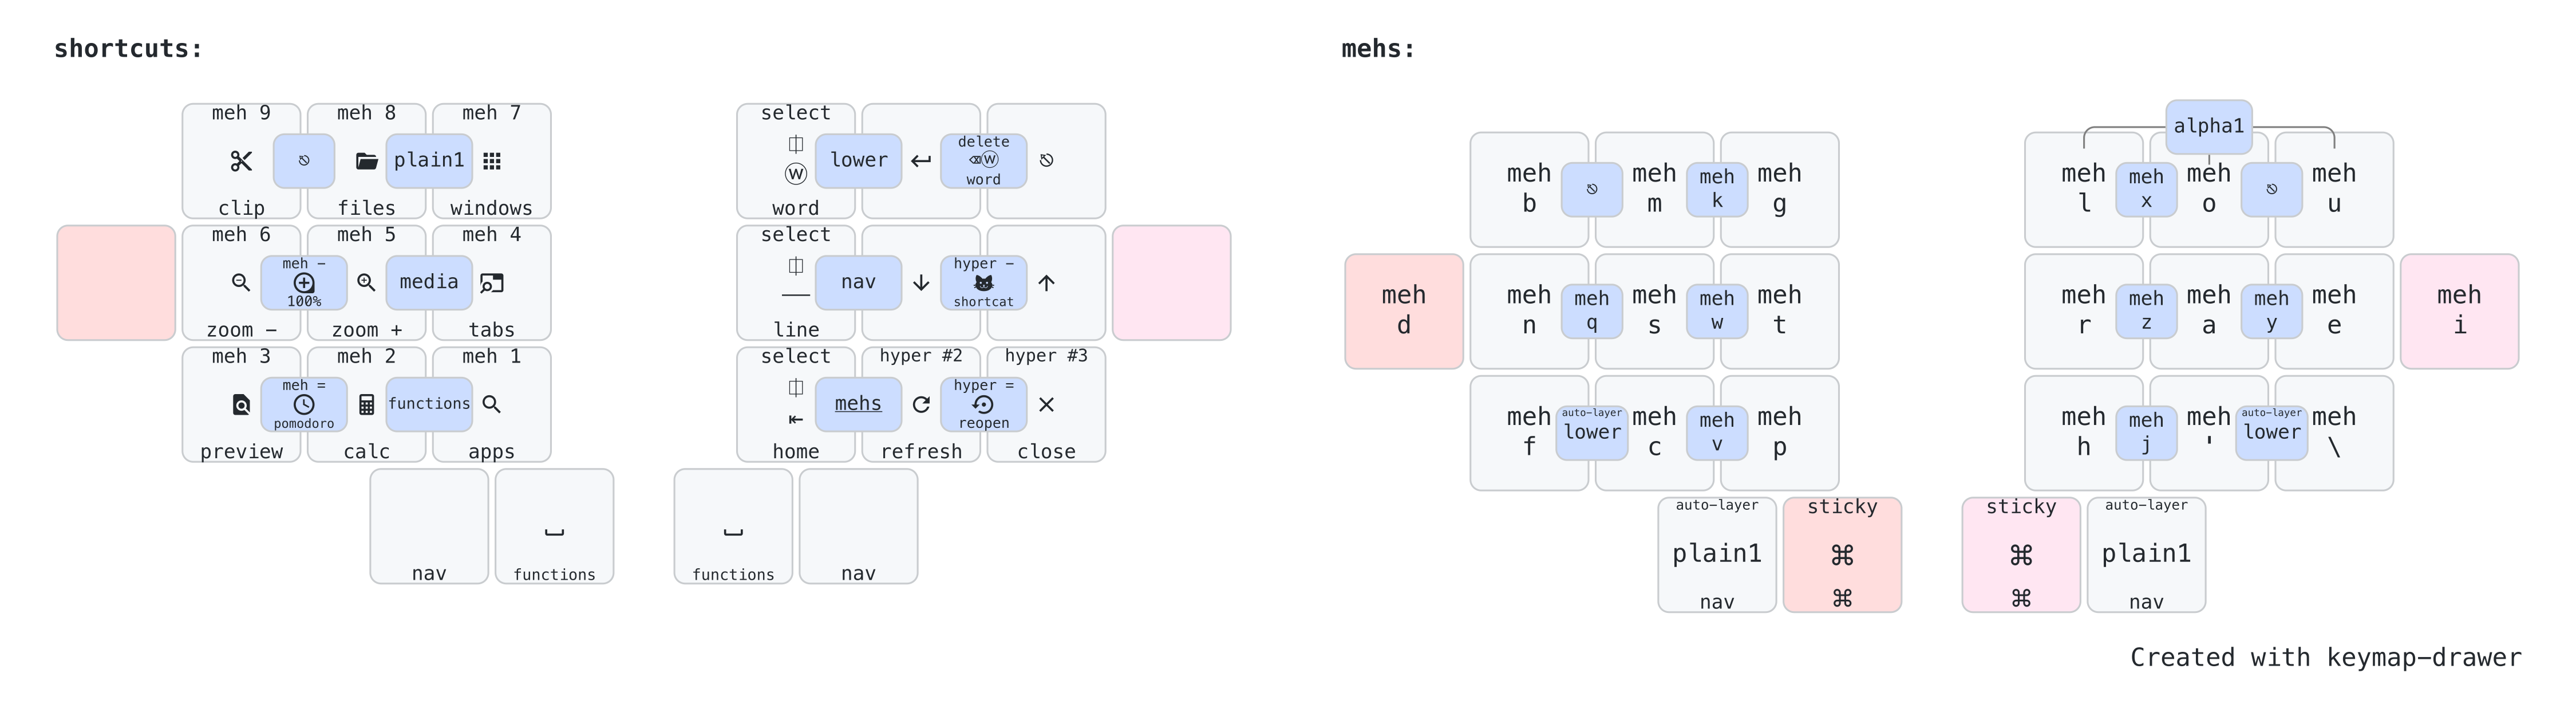 shortcuts:
meh 9 meh 8 meh 7
plain1
clip files windows
select
lower
delete
Ⓦ
Ⓦ
word
word
meh 6 meh 5 meh 4
meh -
media
100%
zoom - zoom + tabs
select
nav
hyper -
shortcat
line
meh 3 meh 2 meh 1
meh =
functions
pomodoro
preview calc apps
select hyper #2 hyper #3
mehs
hyper =
reopen
home refresh close
nav functions functions nav
mehs:
alpha1
meh b meh m meh k meh g
meh l meh x meh o meh u
meh d meh n meh q meh s meh w meh t
meh r meh z meh a meh y meh e meh i
meh f auto-layer lower meh c meh v meh p
meh h meh j meh ' auto-layer lower meh \
auto-layer sticky sticky auto-layer
plain1 ⌘ ⌘ plain1
nav ⌘ ⌘ nav
Created with keymap-drawer